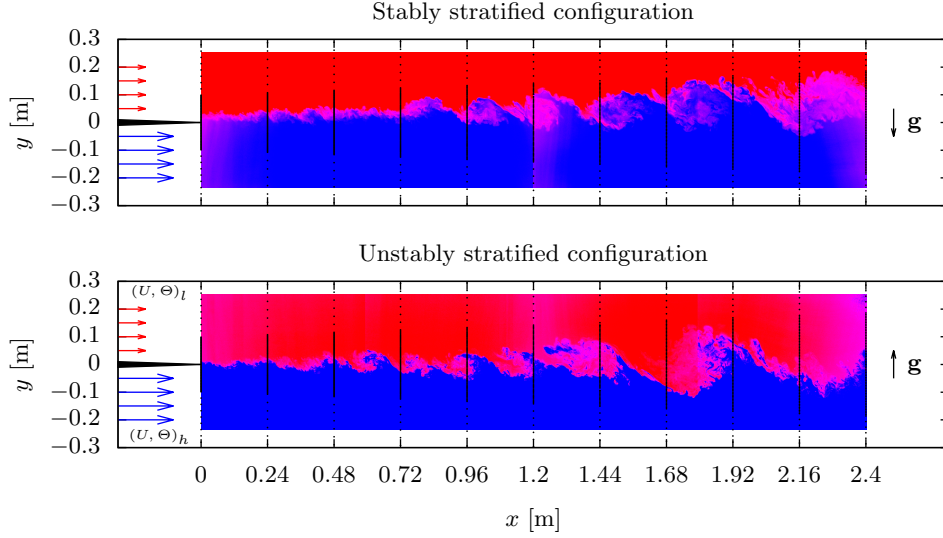 Stably stratified configuration
0.3
0.2
0.1
0
−0.1
−0.2
−0.3
y [m]
g
Unstably stratified configuration
0.3
0.2
0.1
0
−0.1
−0.2
−0.3
y [m]
(U, Θ)l
(U, Θ)h
g
0 0.24 0.48 0.72 0.96 1.2 1.44 1.68 1.92 2.16 2.4
x [m]